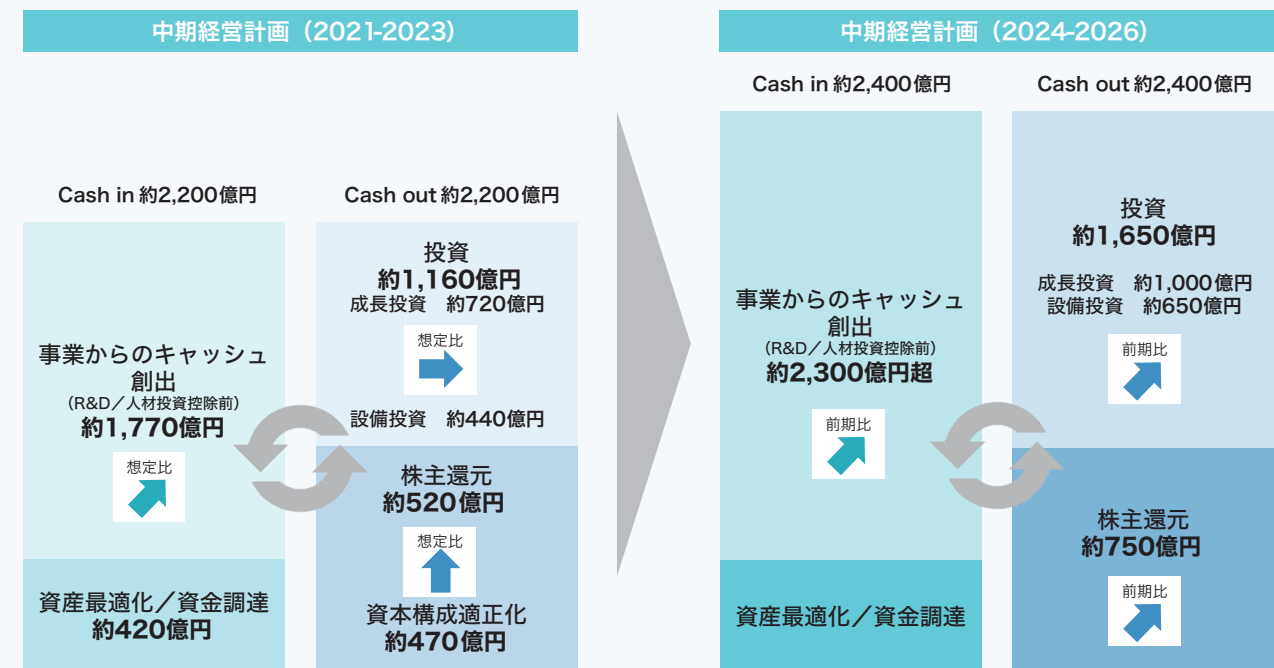 中期経営計画（2021-2023）
Cash in 約2,200億円
事業からのキャッシュ
創出
（R&D／人材投資控除前）
約1,770億円
想定比
資産最適化／資金調達
約420億円
Cash out 約2,200億円
投資
約1,160億円
成長投資　約720億円
想定比
設備投資　約440億円
株主還元
約520億円
想定比
資本構成適正化
約470億円
中期経営計画（2024-2026）
Cash in 約2,400億円
事業からのキャッシュ
創出
（R&D／人材投資控除前）
約2,300億円超
前期比
資産最適化／資金調達
Cash out 約2,400億円
投資
約1,650億円
成長投資　約1,000億円
設備投資　約650億円
前期比
株主還元
約750億円
前期比